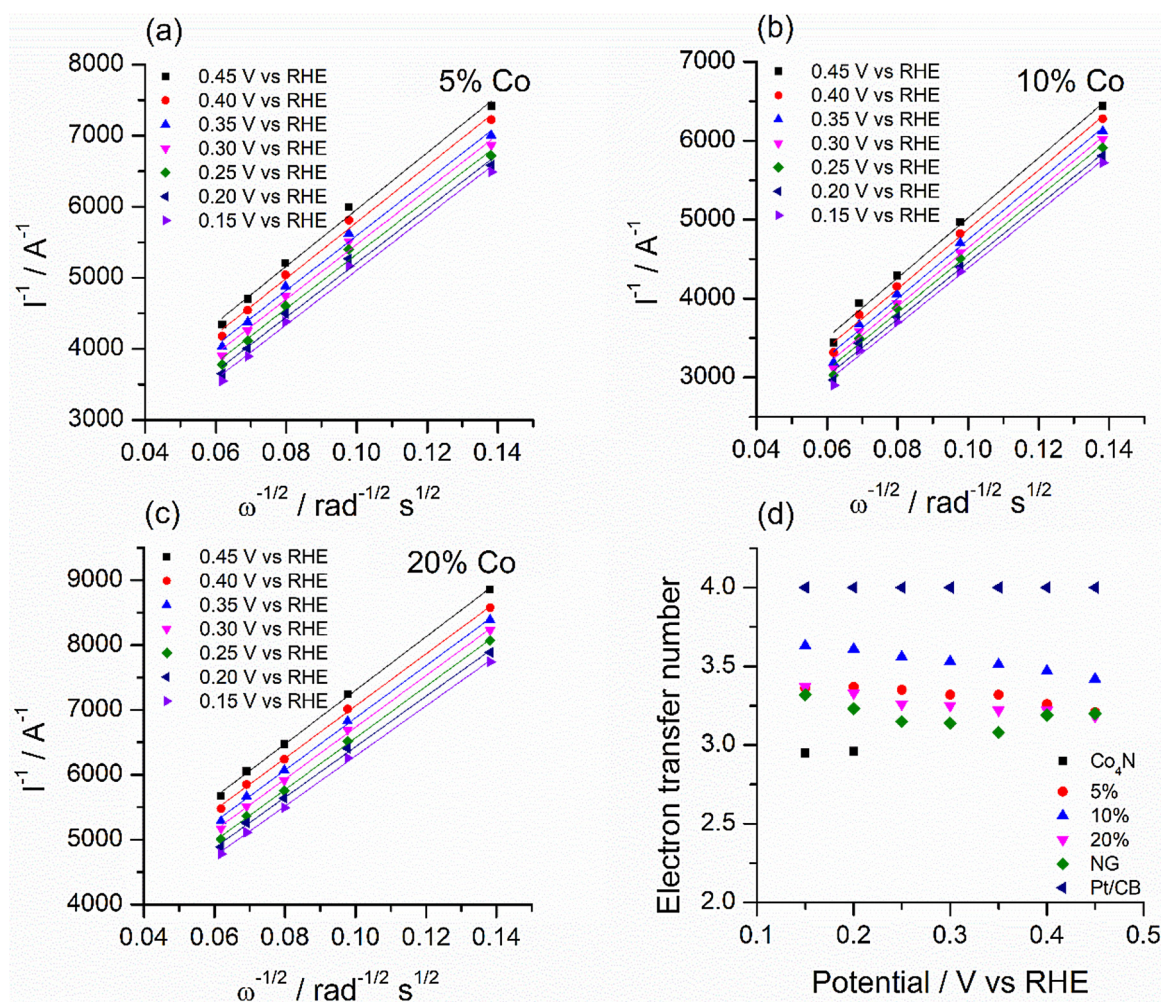 (a)
5% Co
0.45 V vs RHE
0.40 V vs RHE
0.35 V vs RHE
0.30 V vs RHE
0.25 V vs RHE
0.20 V vs RHE
0.15 V vs RHE
8000
7000
6000
5000
4000
3000
I⁻¹ / A⁻¹
0.04 0.06 0.08 0.10 0.12 0.14
ω⁻¹/² / rad⁻¹/² s¹/²
(b)
10% Co
0.45 V vs RHE
0.40 V vs RHE
0.35 V vs RHE
0.30 V vs RHE
0.25 V vs RHE
0.20 V vs RHE
0.15 V vs RHE
7000
6000
5000
4000
3000
I⁻¹ / A⁻¹
0.04 0.06 0.08 0.10 0.12 0.14
ω⁻¹/² / rad⁻¹/² s¹/²
(c)
20% Co
0.45 V vs RHE
0.40 V vs RHE
0.35 V vs RHE
0.30 V vs RHE
0.25 V vs RHE
0.20 V vs RHE
0.15 V vs RHE
9000
8000
7000
6000
5000
4000
I⁻¹ / A⁻¹
0.04 0.06 0.08 0.10 0.12 0.14
ω⁻¹/² / rad⁻¹/² s¹/²
(d)
4.0
3.5
3.0
2.5
2.0
Electron transfer number
Co₄N
5%
10%
20%
NG
Pt/CB
0.1 0.2 0.3 0.4 0.5
Potential / V vs RHE